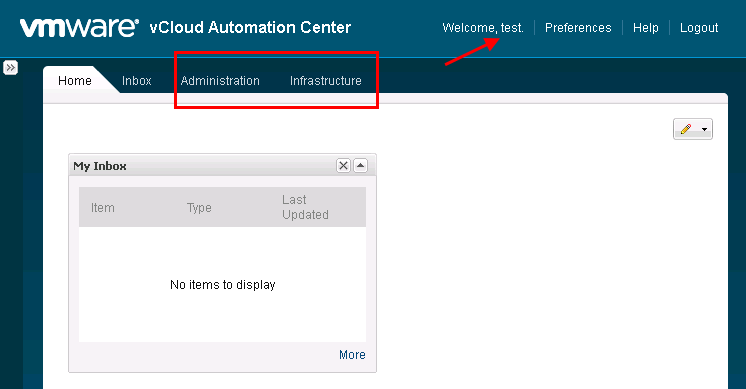 vmware® vCloud Automation Center
Welcome, test. Preferences Help Logout
Home Inbox Administration Infrastructure
My Inbox
Item Type Last Updated
No items to display
More